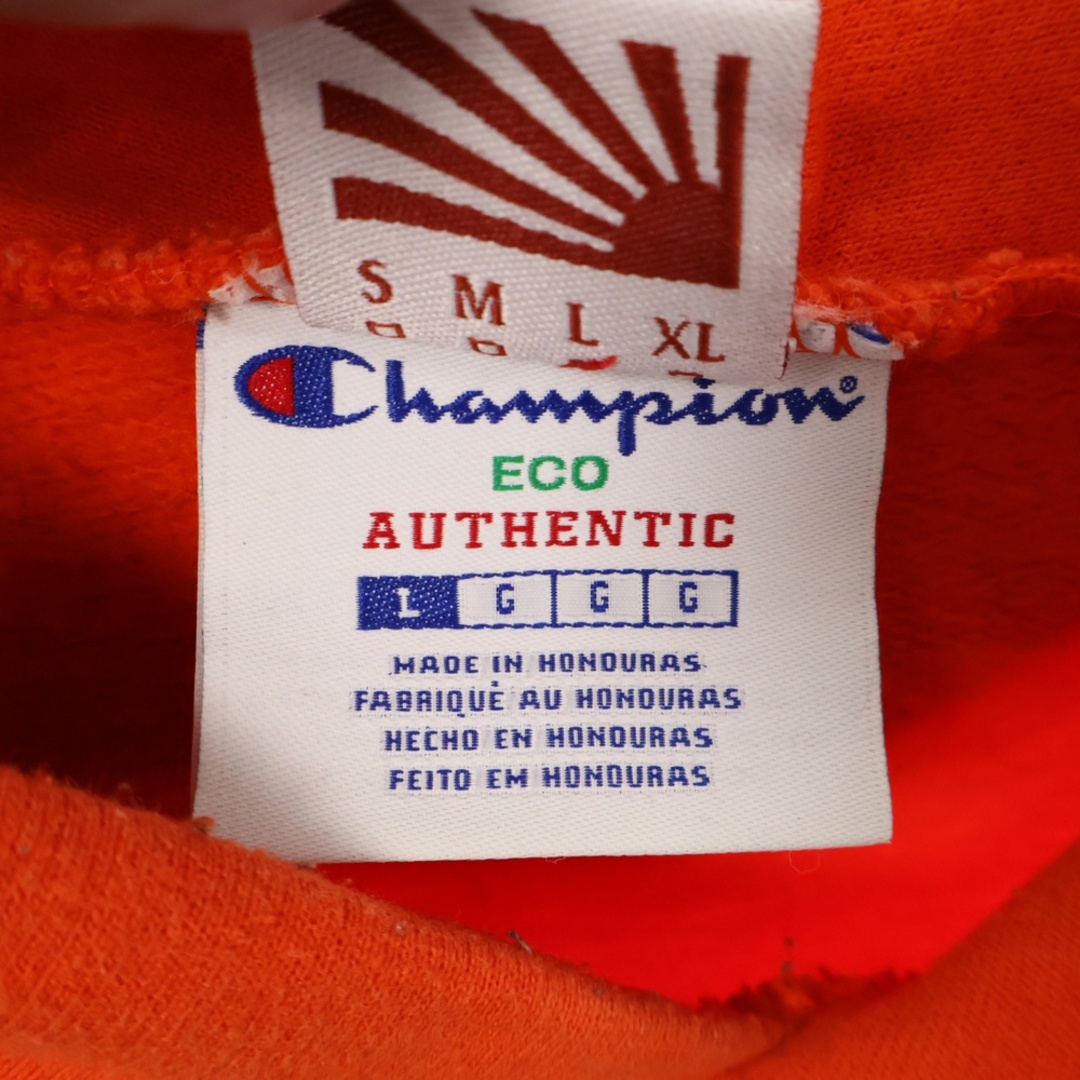 S M L XL
Champion®
ECO
AUTHENTIC
L G G G
MADE IN HONDURAS
FABRIQUÉ AU HONDURAS
HECHO EN HONDURAS
FEITO EM HONDURAS